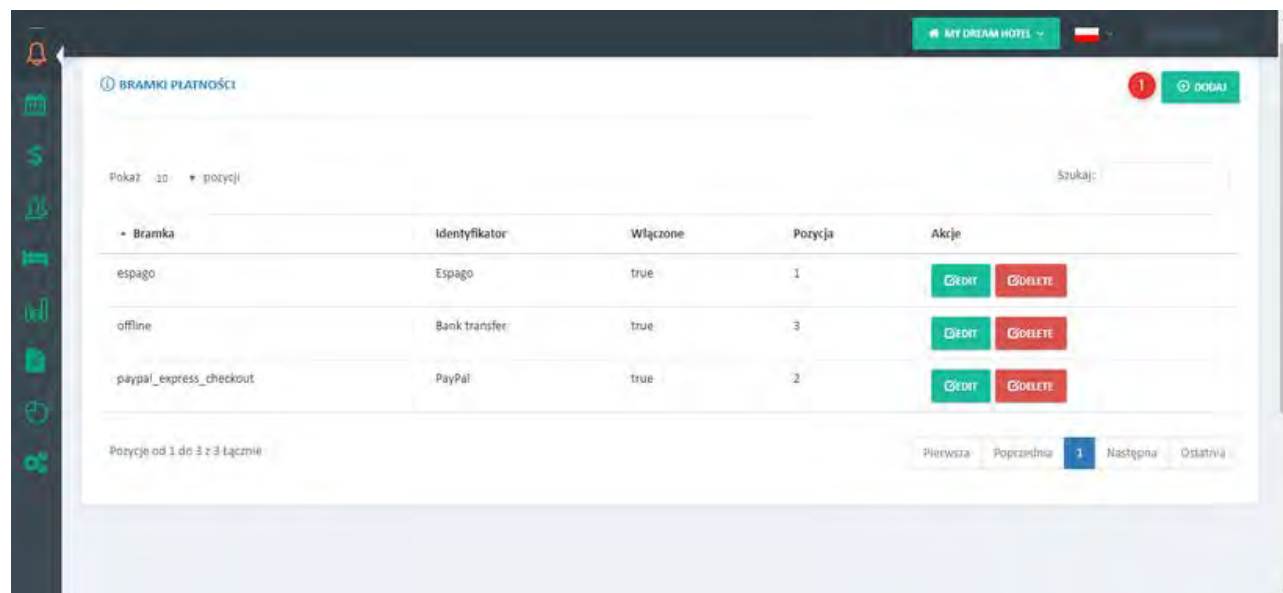 MY DREAM HOTEL
BRAMKI PŁATNOŚCI
1
DODAJ
Pokaż 10 pozycji
Szukaj:
Bramka Identyfikator Włączone Pozycja Akcje
espago Espago true 1 EDIT DELETE
offline Bank transfer true 3 EDIT DELETE
paypal_express_checkout PayPal true 2 EDIT DELETE
Pozycje od 1 do 3 z 3 łącznie
Pierwsza Poprzednia 1 Następna Ostatnia